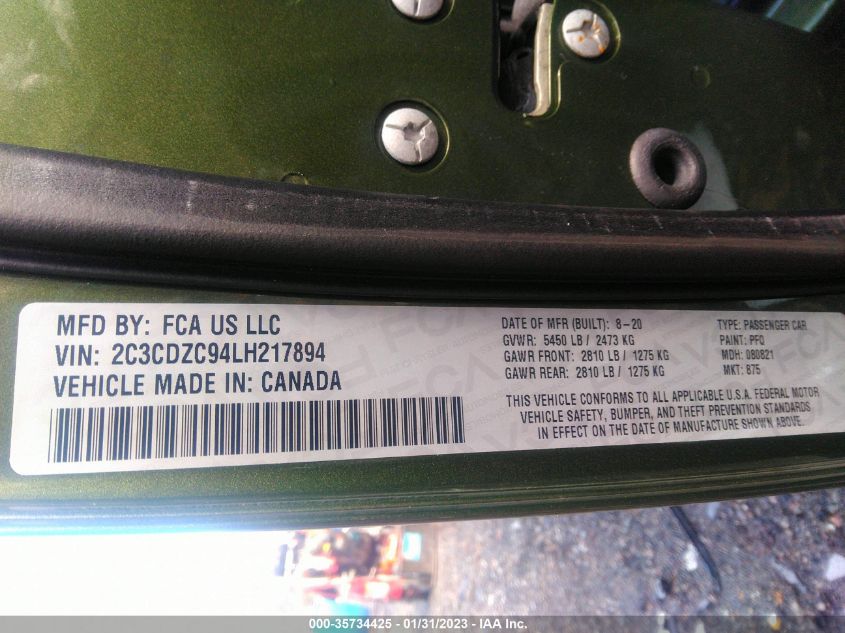 MFD BY: FCA US LLC
VIN: 2C3CDZC94LH217894
VEHICLE MADE IN: CANADA
DATE OF MFR (BUILT): 8-20
GVWR: 5450 LB / 2473 KG
GAWR FRONT: 2810 LB / 1275 KG
GAWR REAR: 2810 LB / 1275 KG
TYPE: PASSENGER CAR
PAINT: PFQ
MDH: 080821
MKT: 875
THIS VEHICLE CONFORMS TO ALL APPLICABLE U.S.A. FEDERAL MOTOR
VEHICLE SAFETY, BUMPER, AND THEFT PREVENTION STANDARDS
IN EFFECT ON THE DATE OF MANUFACTURE SHOWN ABOVE.
000-35734425 - 01/31/2023 - IAA Inc.